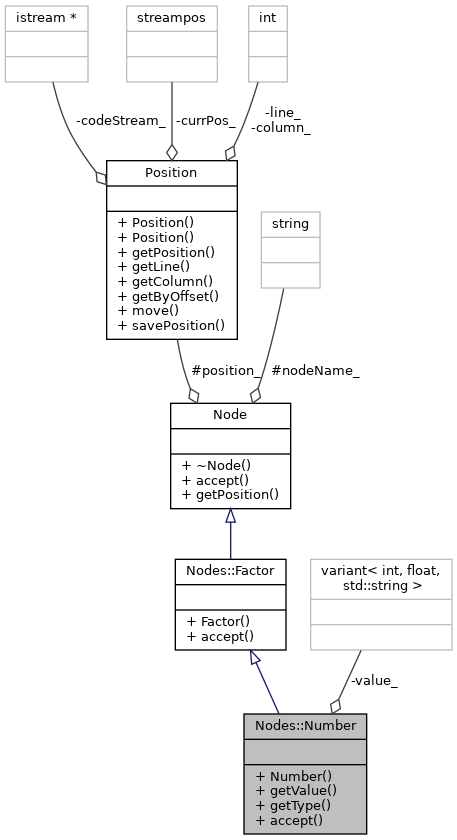 istream *
streampos
int
-codeStream_
-currPos_
-line_
-column_
Position
+ Position()
+ Position()
+ getPosition()
+ getLine()
+ getColumn()
+ getByOffset()
+ move()
+ savePosition()
string
#position_
#nodeName_
Node
+ ~Node()
+ accept()
+ getPosition()
Nodes::Factor
+ Factor()
+ accept()
variant< int, float,
std::string >
-value_
Nodes::Number
+ Number()
+ getValue()
+ getType()
+ accept()